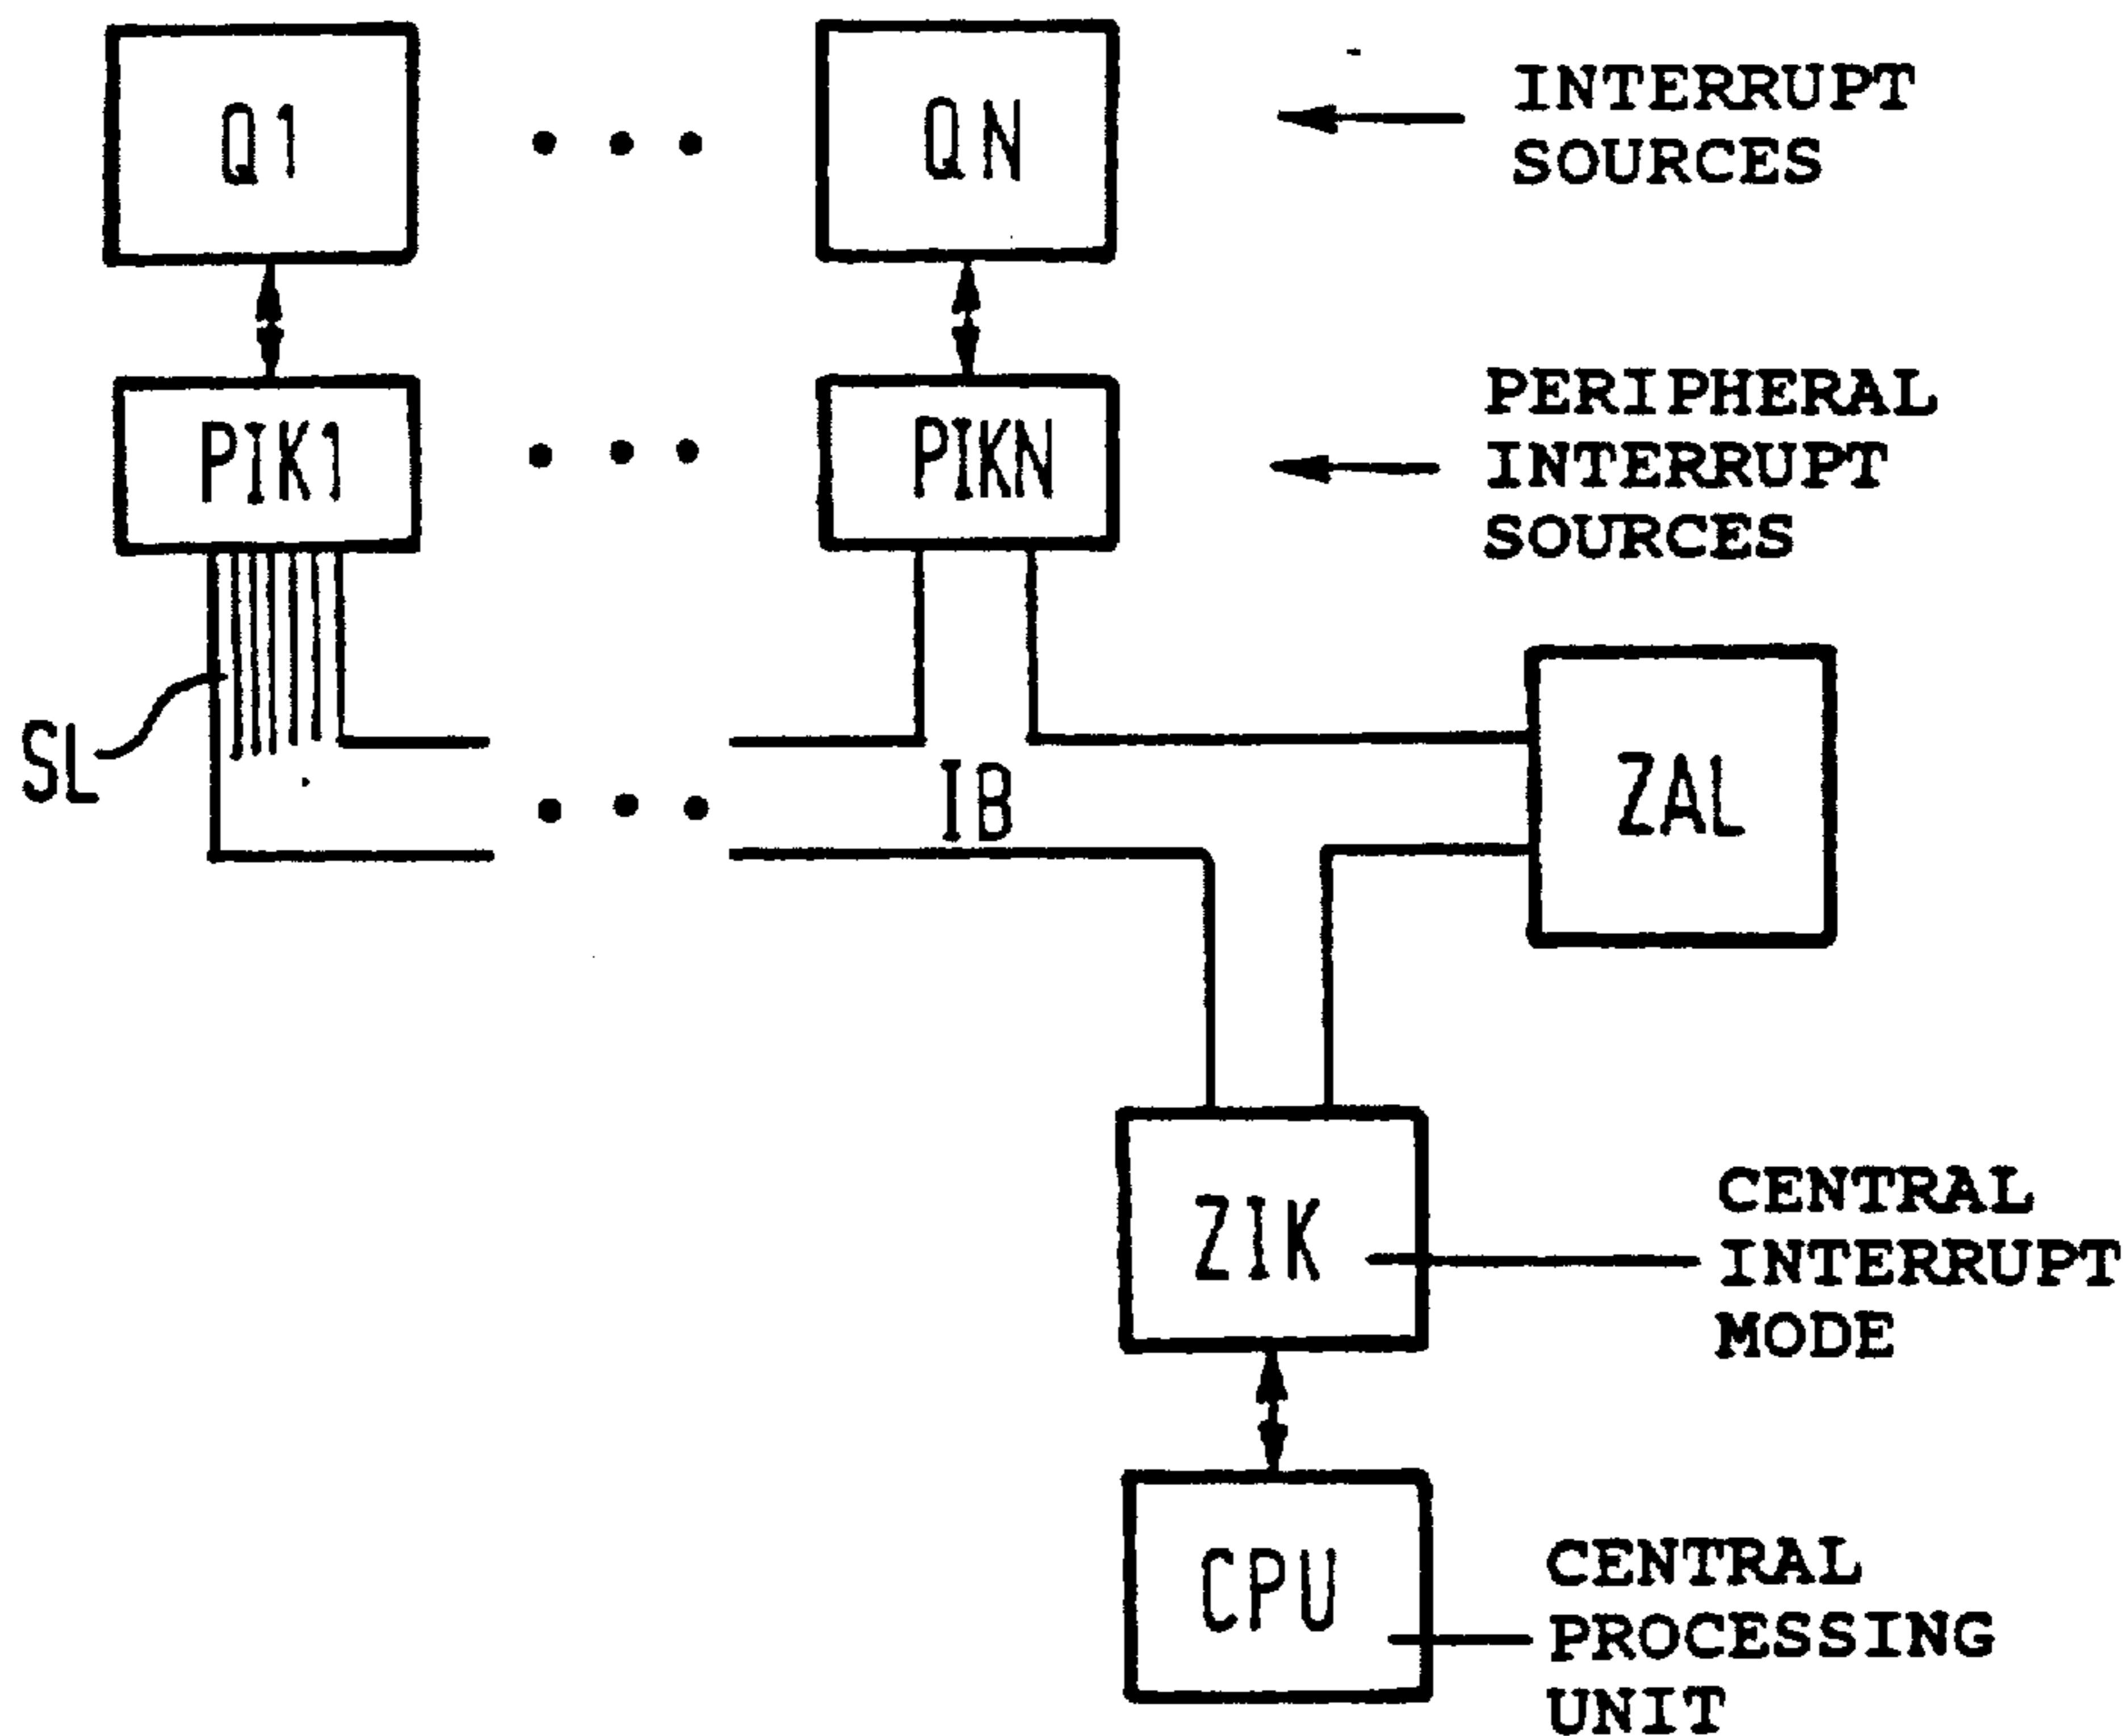 Q1
QN
INTERRUPT
SOURCES
PIK1
PIKN
PERIPHERAL
INTERRUPT
SOURCES
SL
IB
ZAL
ZIK
CENTRAL
INTERRUPT
MODE
CPU
CENTRAL
PROCESSING
UNIT